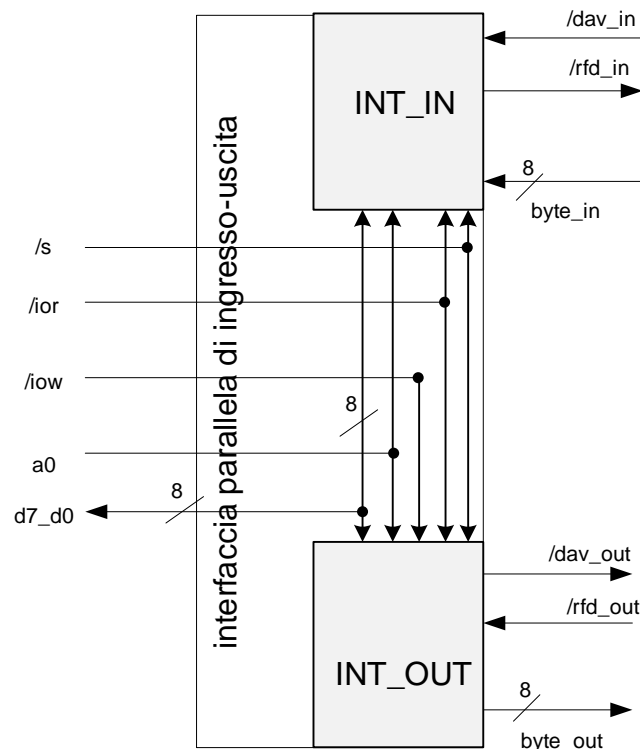 /dav_in
/rfd_in
INT_IN
8
byte_in
interfaccia parallela di ingresso-uscita
/s
/ior
/iow
8
a0
8
d7_d0
/dav_out
/rfd_out
INT_OUT
8
byte_out